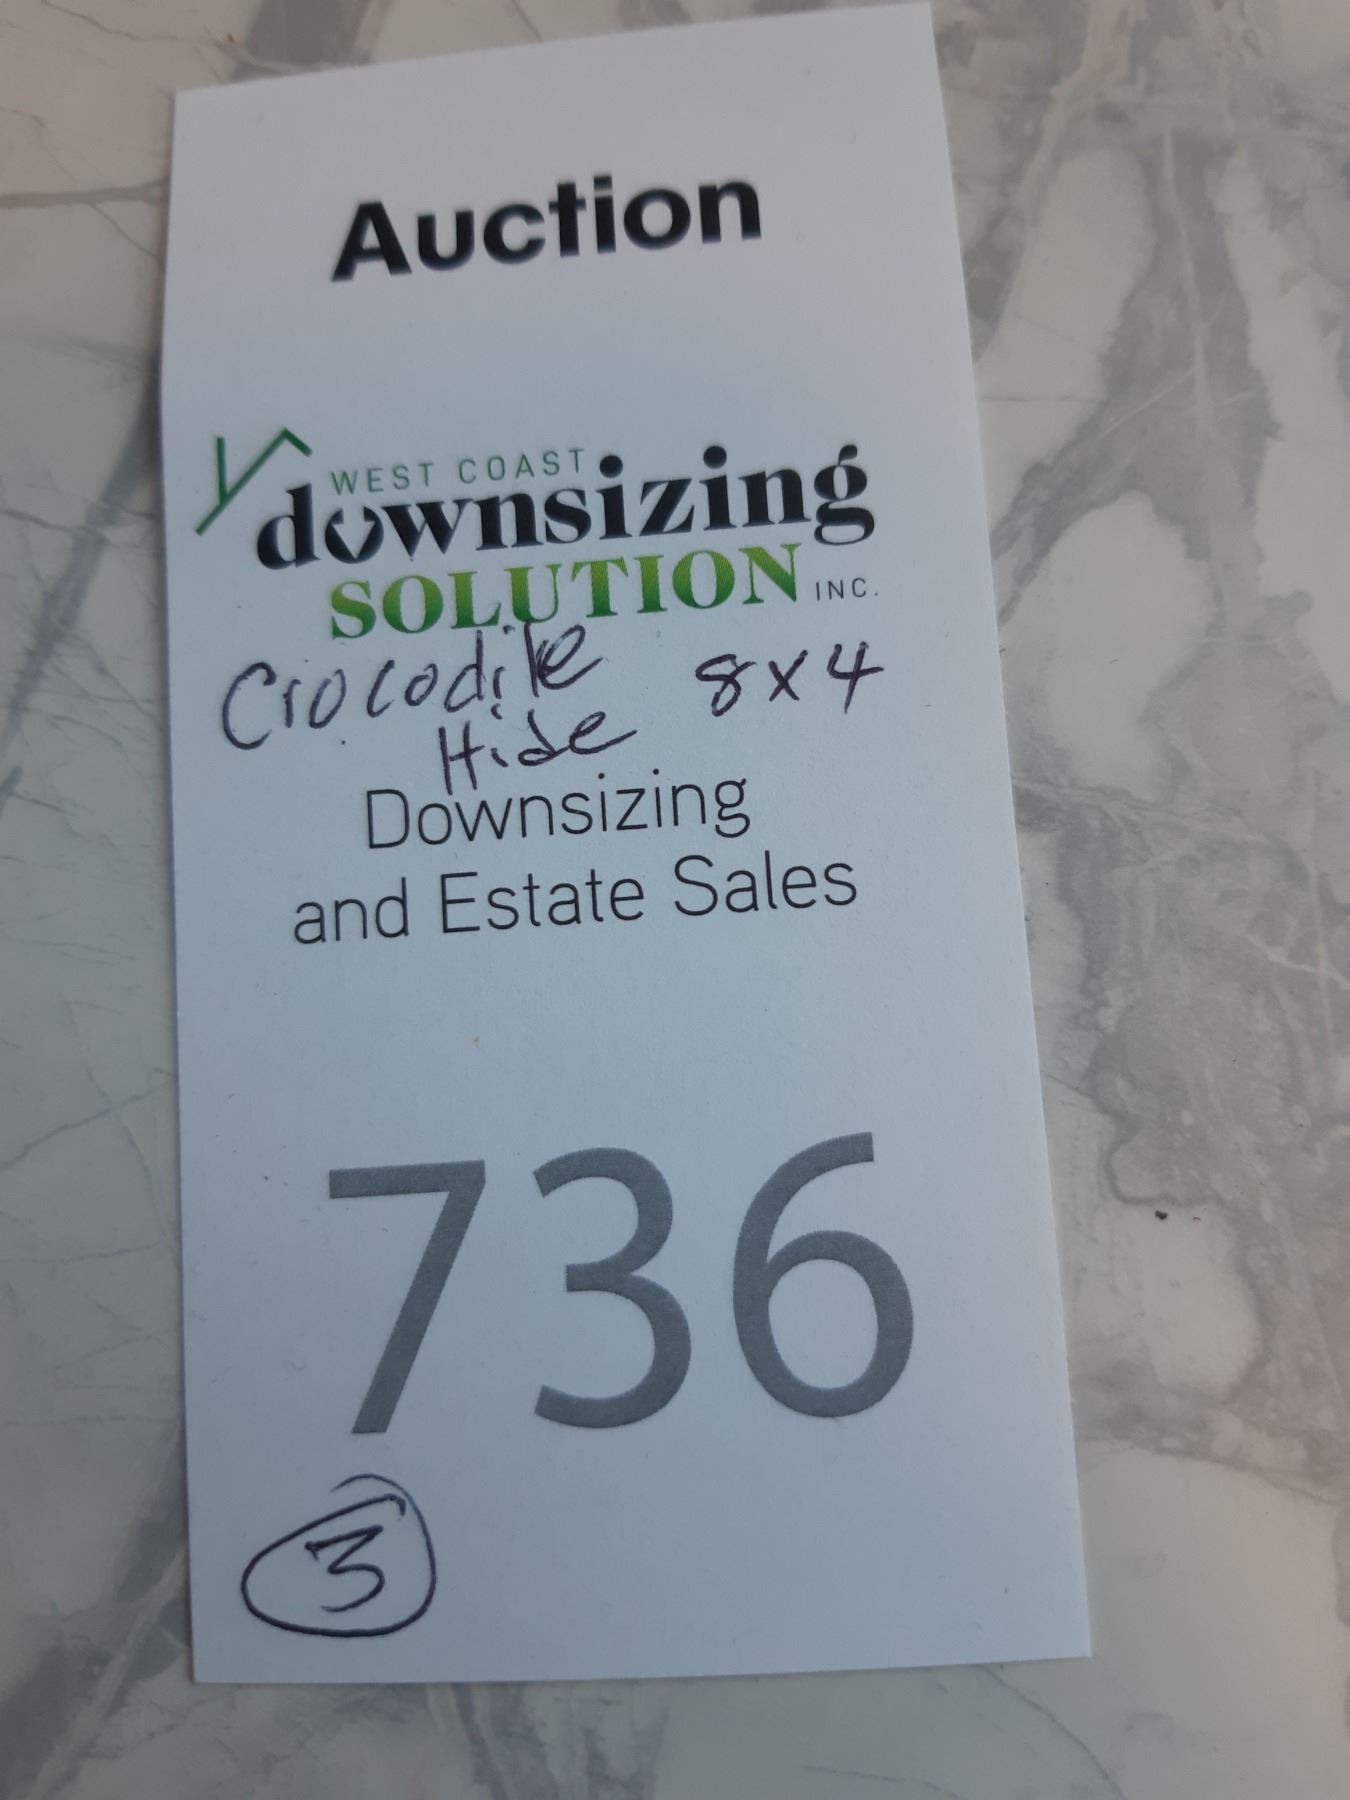 Auction
WEST COAST
downsizing
SOLUTION INC.
Crocodile 8x4
Hide
Downsizing
and Estate Sales
736
3